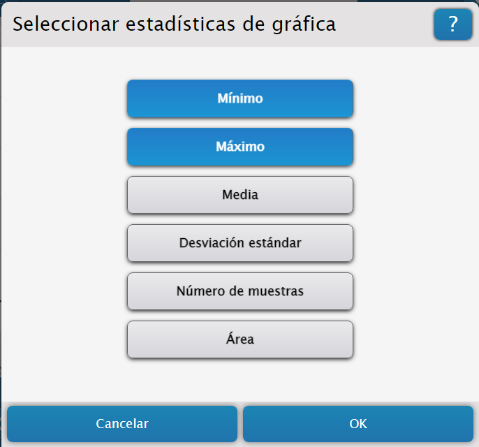 Seleccionar estadísticas de gráfica
?
Mínimo
Máximo
Media
Desviación estándar
Número de muestras
Área
Cancelar
OK